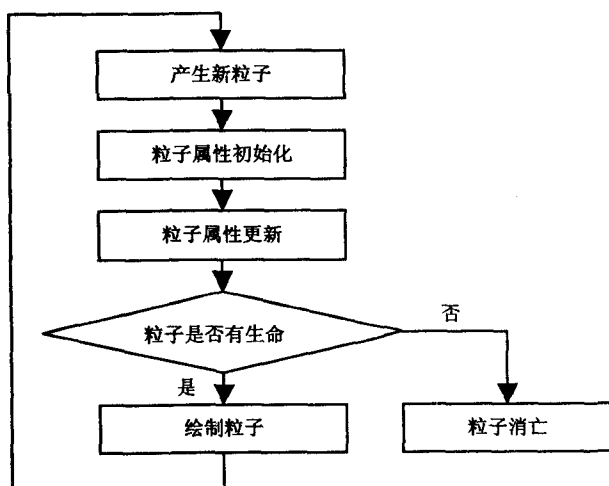 产生新粒子
粒子属性初始化
粒子属性更新
粒子是否有生命
否
是
绘制粒子
粒子消亡